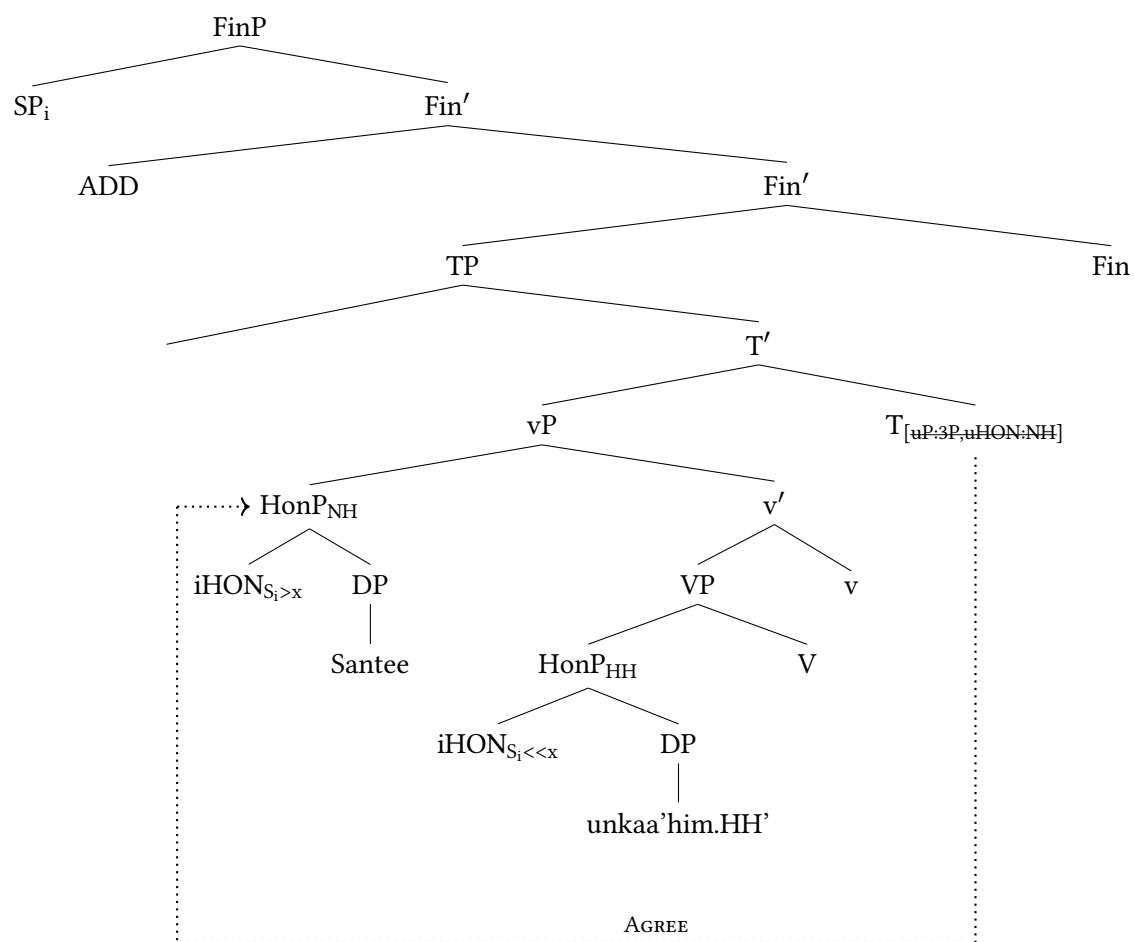 FinP
SPi Fin′
ADD Fin′
TP Fin
T′
vP T[uP:3P,uHON:NH]
HonPNH v′
iHONSi>x DP VP v
Santee HonPHH V
iHONSi<<x DP
unkaa'him.HH'
AGREE